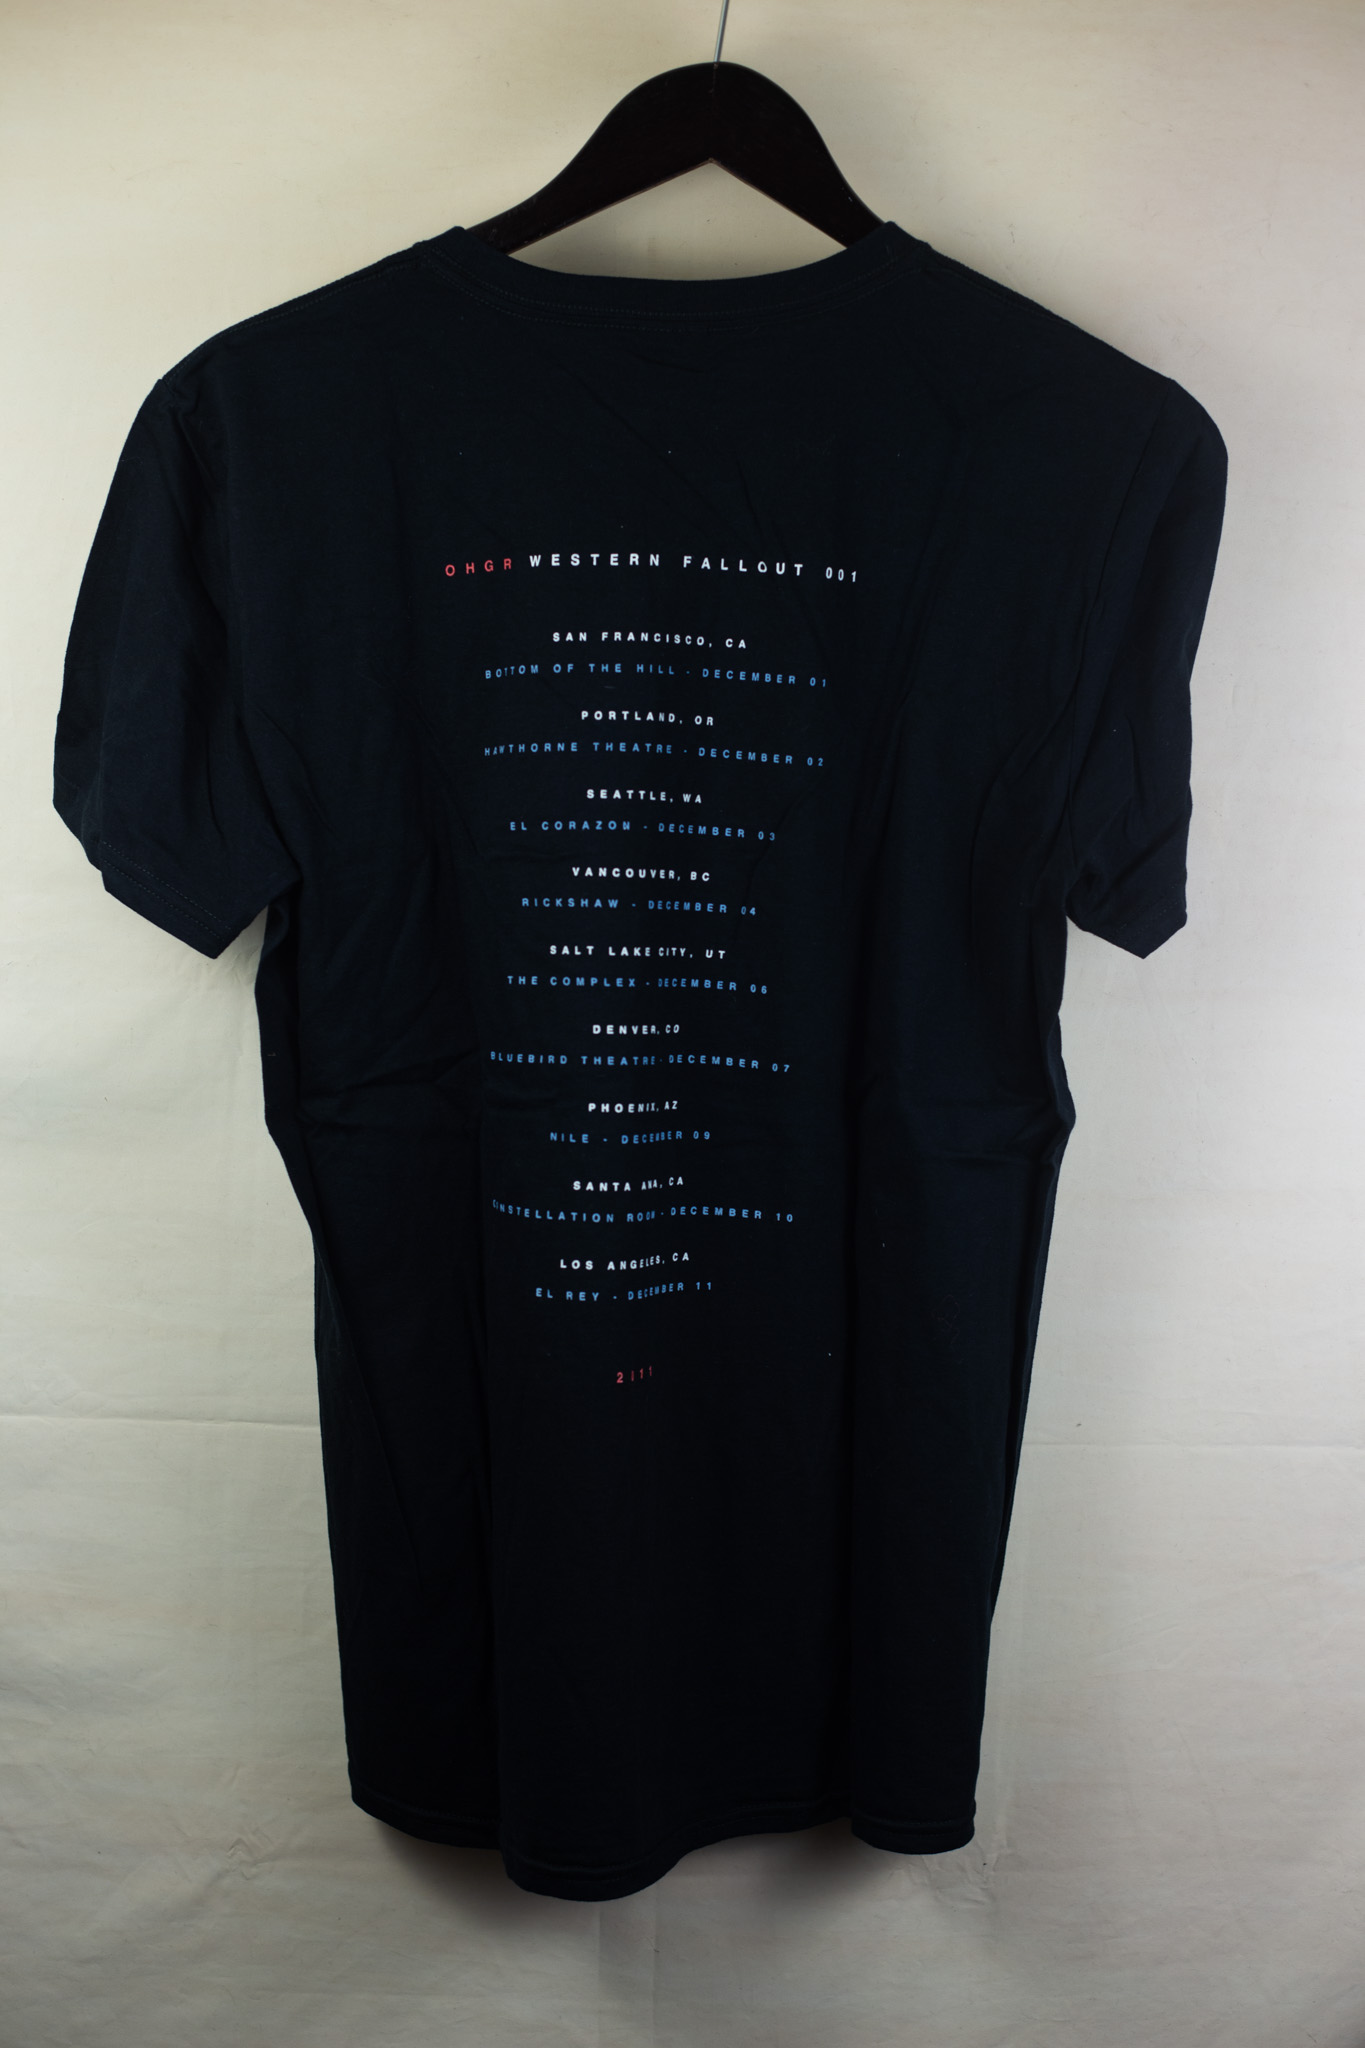 OHGR WESTERN FALLOUT 001
SAN FRANCISCO, CA
BOTTOM OF THE HILL - DECEMBER 01
PORTLAND, OR
HAWTHORNE THEATRE - DECEMBER 02
SEATTLE, WA
EL CORAZON - DECEMBER 03
VANCOUVER, BC
RICKSHAW - DECEMBER 04
SALT LAKE CITY, UT
THE COMPLEX - DECEMBER 06
DENVER, CO
BLUEBIRD THEATRE - DECEMBER 07
PHOENIX, AZ
NILE - DECEMBER 09
SANTA ANA, CA
CONSTELLATION ROOM - DECEMBER 10
LOS ANGELES, CA
EL REY - DECEMBER 11
2|11